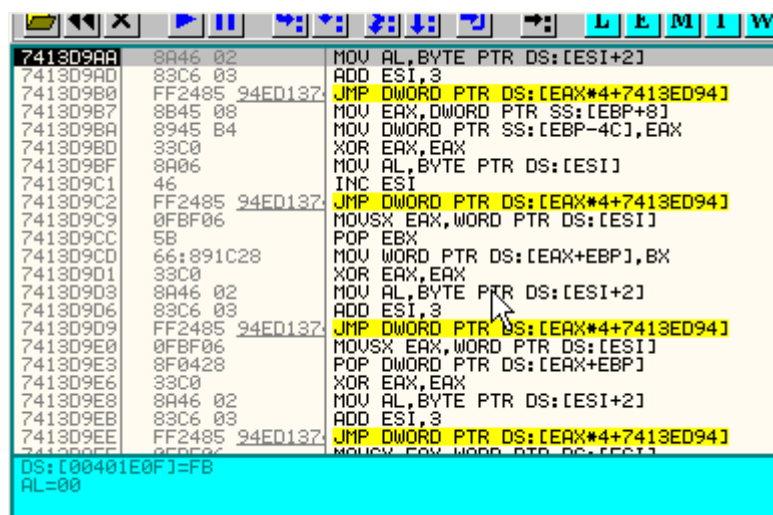 L E M T W
7413D9AA 8A46 02 MOV AL,BYTE PTR DS:[ESI+2]
7413D9AD 83C6 03 ADD ESI,3
7413D9B0 FF2485 94ED137 JMP DWORD PTR DS:[EAX*4+7413ED94]
7413D9B7 8B45 08 MOV EAX,DWORD PTR SS:[EBP+8]
7413D9BA 8945 B4 MOV DWORD PTR SS:[EBP-4C],EAX
7413D9BD 33C0 XOR EAX,EAX
7413D9BF 8A06 MOV AL,BYTE PTR DS:[ESI]
7413D9C1 46 INC ESI
7413D9C2 FF2485 94ED137 JMP DWORD PTR DS:[EAX*4+7413ED94]
7413D9C9 0FBF06 MOVSX EAX,WORD PTR DS:[ESI]
7413D9CC 5B POP EBX
7413D9CD 66:891C28 MOV WORD PTR DS:[EAX+EBP],BX
7413D9D1 33C0 XOR EAX,EAX
7413D9D3 8A46 02 MOV AL,BYTE PTR DS:[ESI+2]
7413D9D6 83C6 03 ADD ESI,3
7413D9D9 FF2485 94ED137 JMP DWORD PTR DS:[EAX*4+7413ED94]
7413D9E0 0FBF06 MOVSX EAX,WORD PTR DS:[ESI]
7413D9E3 8F0428 POP DWORD PTR DS:[EAX+EBP]
7413D9E6 33C0 XOR EAX,EAX
7413D9E8 8A46 02 MOV AL,BYTE PTR DS:[ESI+2]
7413D9EB 83C6 03 ADD ESI,3
7413D9EE FF2485 94ED137 JMP DWORD PTR DS:[EAX*4+7413ED94]
DS:[00401E0F]=FB
AL=00